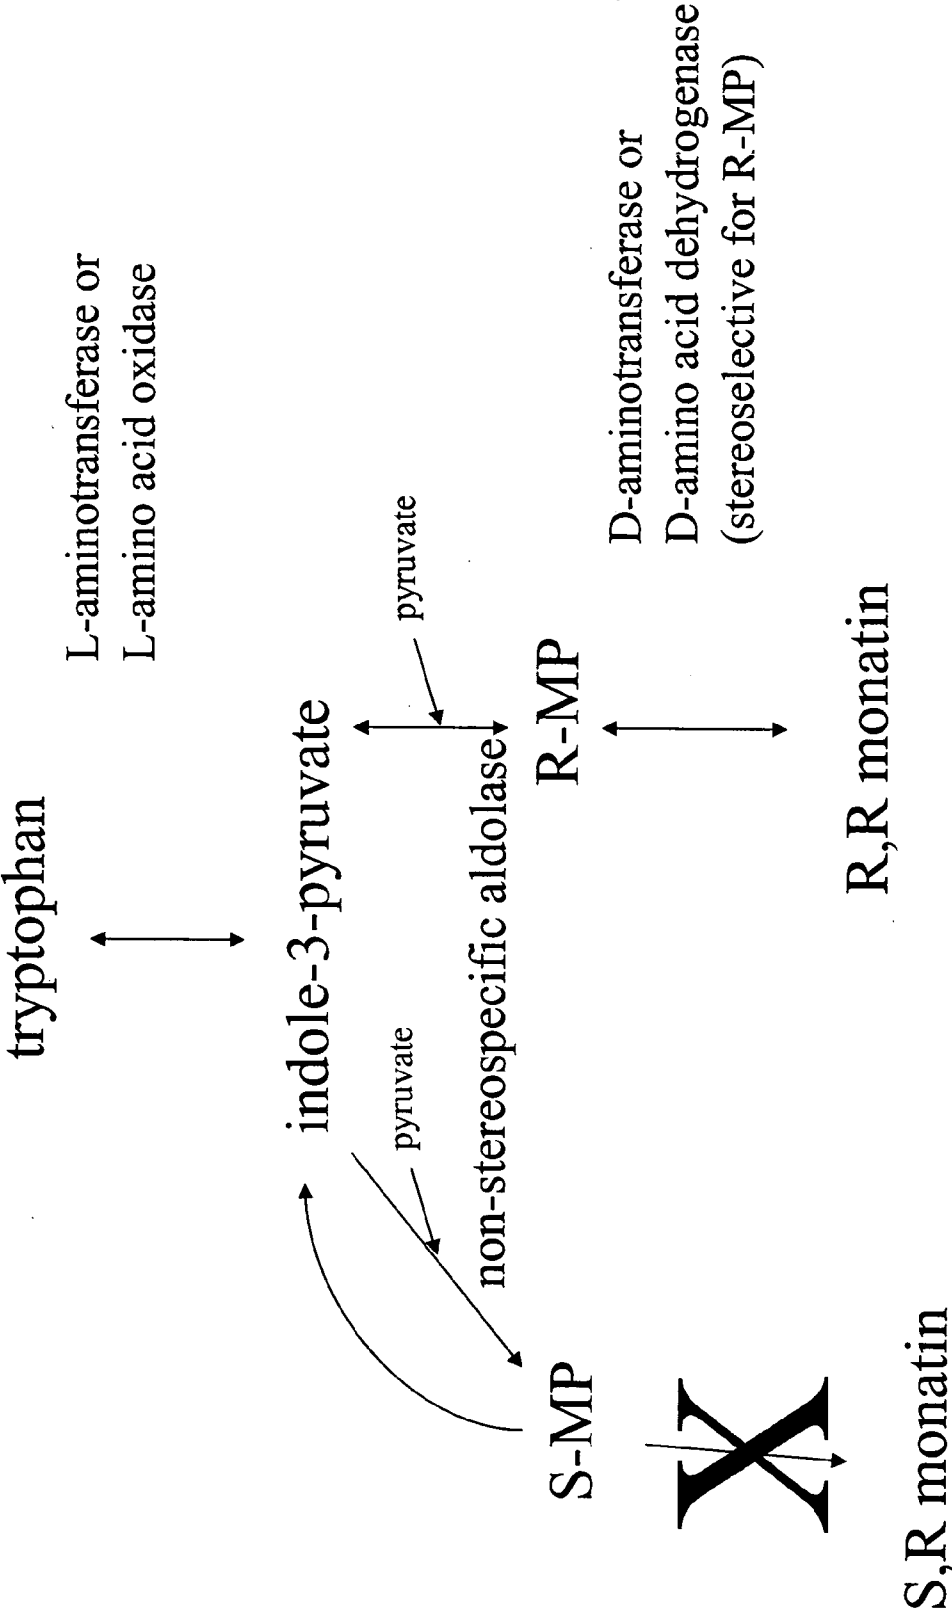 tryptophan
L-aminotransferase or
L-amino acid oxidase
indole-3-pyruvate
pyruvate
pyruvate
non-stereospecific aldolase
S-MP
R-MP
D-aminotransferase or
D-amino acid dehydrogenase
(stereoselective for R-MP)
X
S,R monatin
R,R monatin